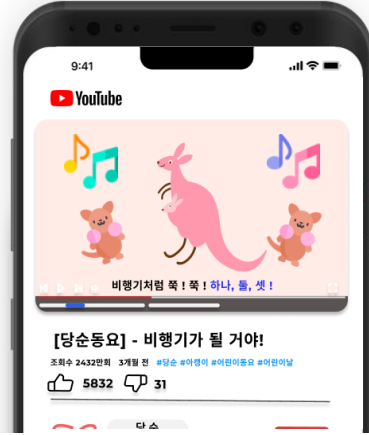 9:41
YouTube
비행기처럼 쭉 ! 쭉 ! 하나, 둘, 셋 !
[당순동요] - 비행기가 될 거야!
조회수 2432만회 3개월 전 #당순 #아랭이 #어린이동요 #어린이날
5832 31
당순